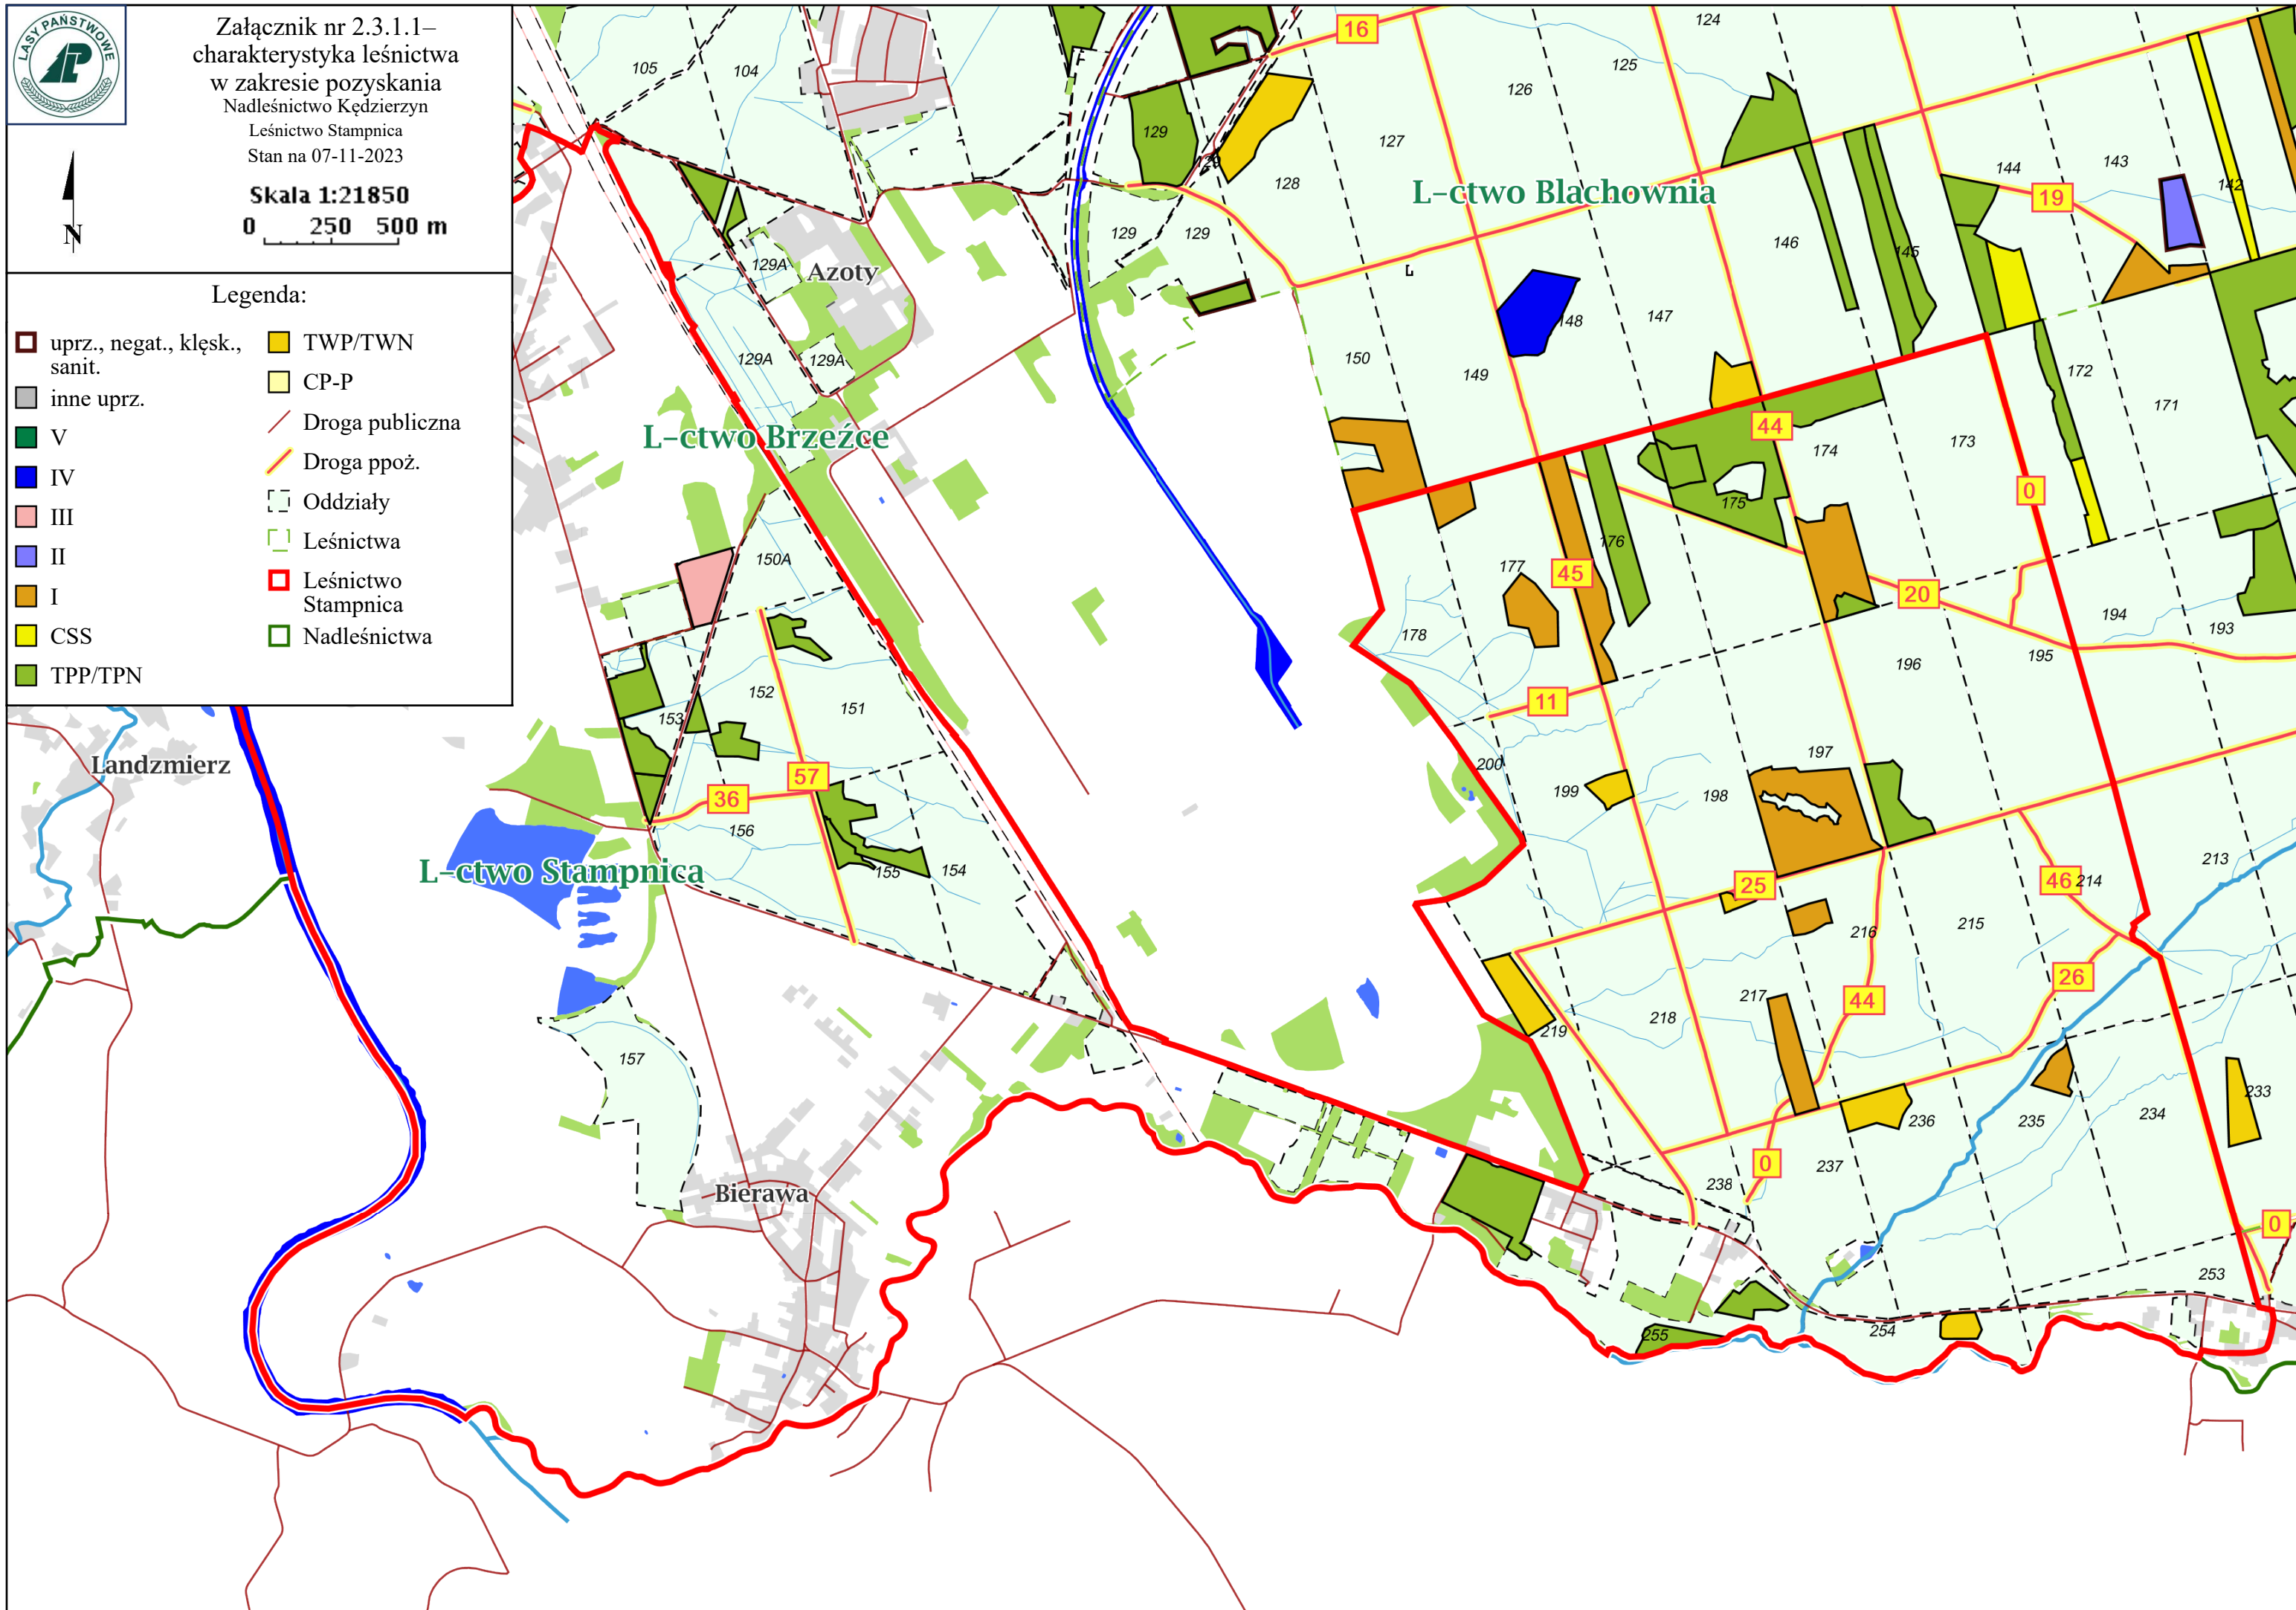 LASY PAŃSTWOWE
Załącznik nr 2.3.1.1–
charakterystyka leśnictwa
w zakresie pozyskania
Nadleśnictwo Kędzierzyn
Leśnictwo Stampnica
Stan na 07-11-2023
Skala 1:21850
0 250 500 m
N
Legenda:
uprz., negat., klęsk.,
sanit.
inne uprz.
V
IV
III
II
I
CSS
TPP/TPN
TWP/TWN
CP-P
Droga publiczna
Droga ppoż.
Oddziały
Leśnictwa
Leśnictwo
Stampnica
Nadleśnictwa
16
124
105
104
125
126
129
127
129
144
143
142
128
L-ctwo Blachownia
19
129
129
146
145
129A
Azoty
148
147
129A
129A
150
149
172
171
44
L-ctwo Brzeźce
174
173
0
175
176
150A
177
45
20
194
193
178
195
196
152
11
151
153
197
200
Landzmierz
57
36
199
198
156
213
L-ctwo Stampnica
155
154
25
46
214
216
215
26
217
44
218
219
157
233
236
235
234
0
237
238
Bierawa
0
253
254
255